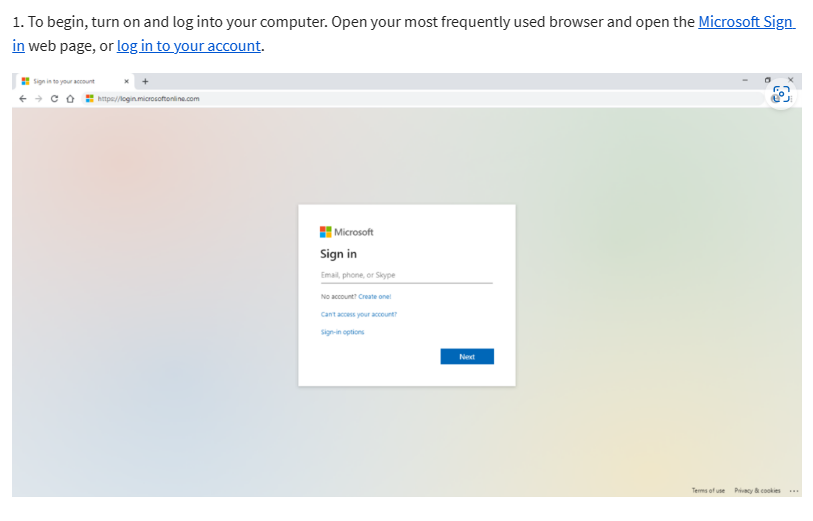 1. To begin, turn on and log into your computer. Open your most frequently used browser and open the Microsoft Sign
in web page, or log in to your account.
Sign in to your account
https://login.microsoftonline.com
Microsoft
Sign in
Email, phone, or Skype
No account? Create one!
Can't access your account?
Sign-in options
Next
Terms of use Privacy & cookies ...